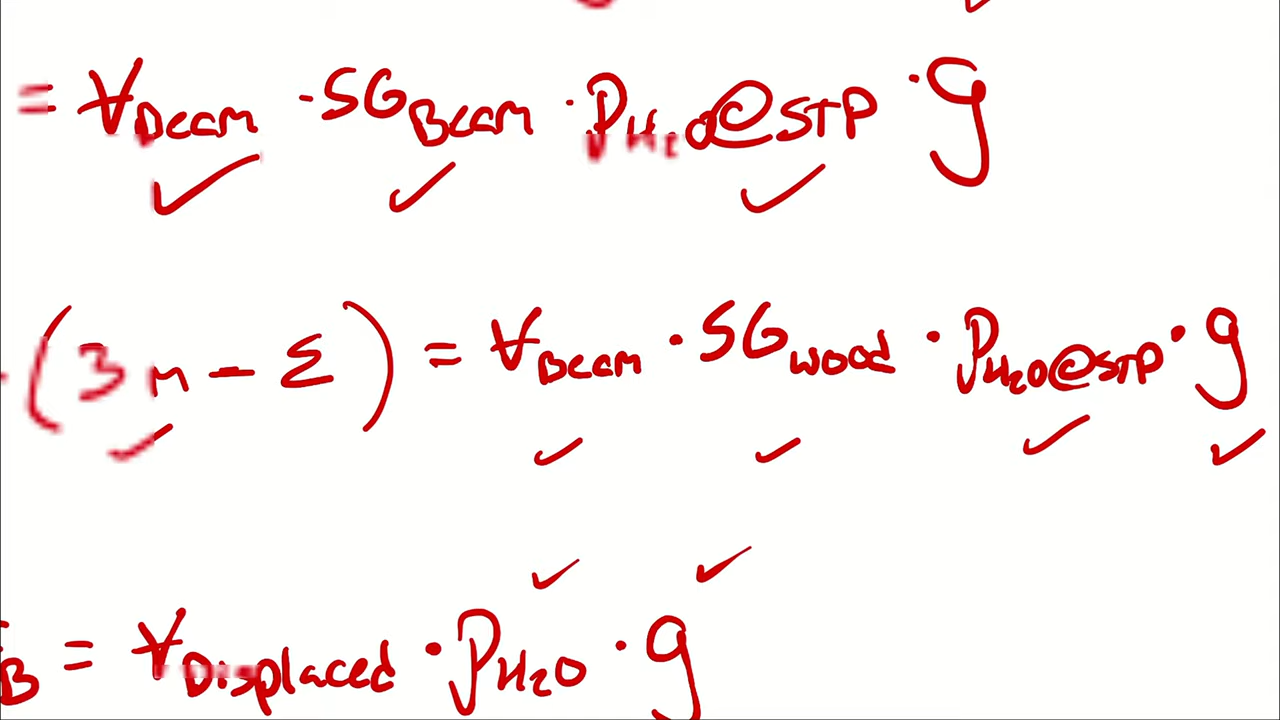 = V̶Beam · SGBeam · ρH₂O@STP · g
· (3m - Σ) = V̶Beam · SGwood · ρH₂O@STP · g
B = V̶Displaced · ρH₂O · g